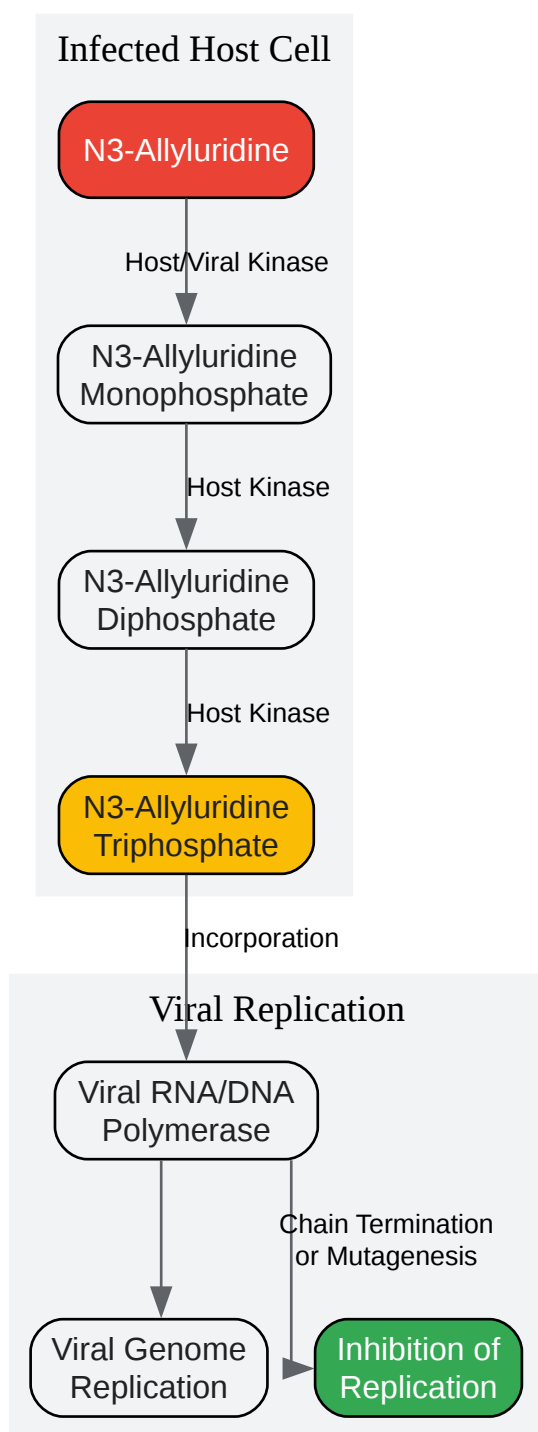 Infected Host Cell
N3-Allyluridine
Host/Viral Kinase
N3-Allyluridine
Monophosphate
Host Kinase
N3-Allyluridine
Diphosphate
Host Kinase
N3-Allyluridine
Triphosphate
Incorporation
Viral Replication
Viral RNA/DNA
Polymerase
Chain Termination
or Mutagenesis
Viral Genome
Replication
Inhibition of
Replication